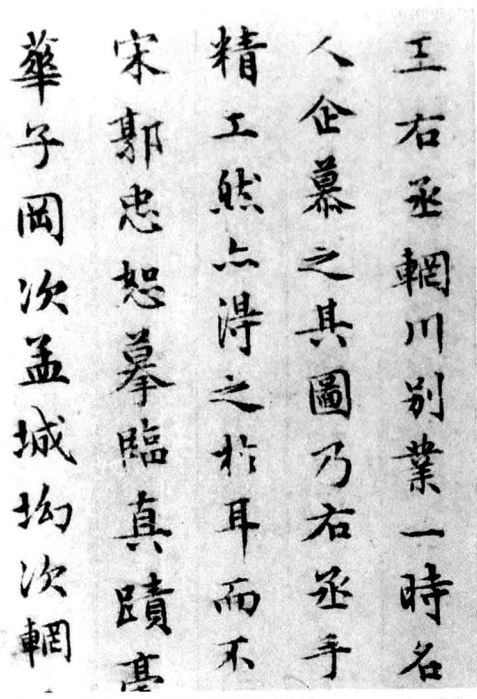 王右丞輞川別業一時名
人企慕之其圖乃右丞手
精工然亦得之於耳而不
宋郭忠恕摹臨真蹟毫
華子岡次孟城坳次輞